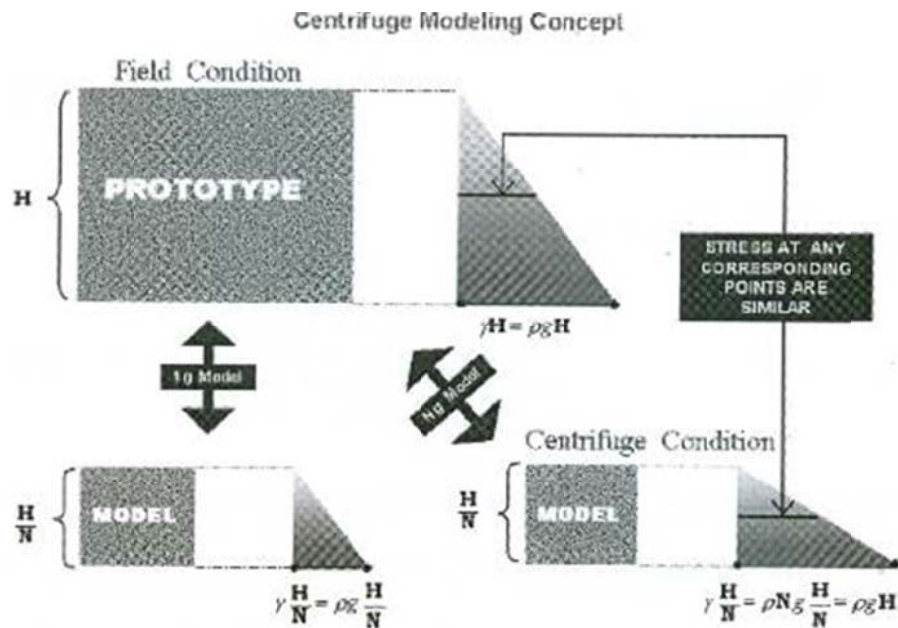 Centrifuge Modeling Concept
Field Condition
H
PROTOTYPE
STRESS AT ANY
CORRESPONDING
POINTS ARE
SIMILAR
γH = ρgH
1g Model
Ng Model
Centrifuge Condition
H/N
MODEL
H/N
MODEL
γ H/N = ρg H/N
γ H/N = ρNg H/N = ρgH